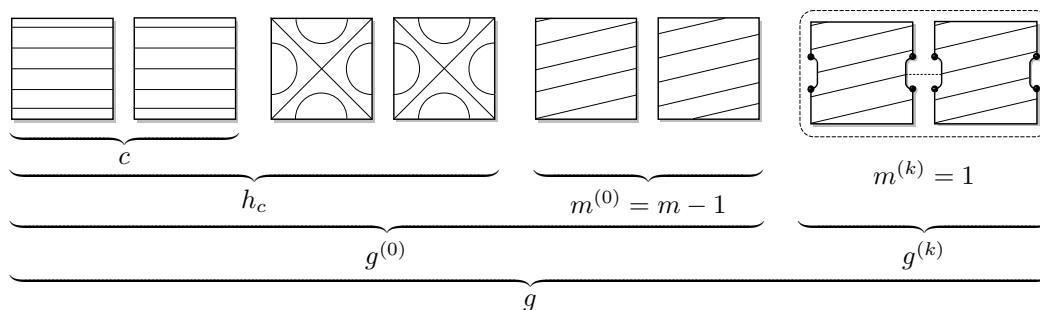 c
m^{(k)} = 1
h_c
m^{(0)} = m − 1
g^{(0)}
g^{(k)}
g